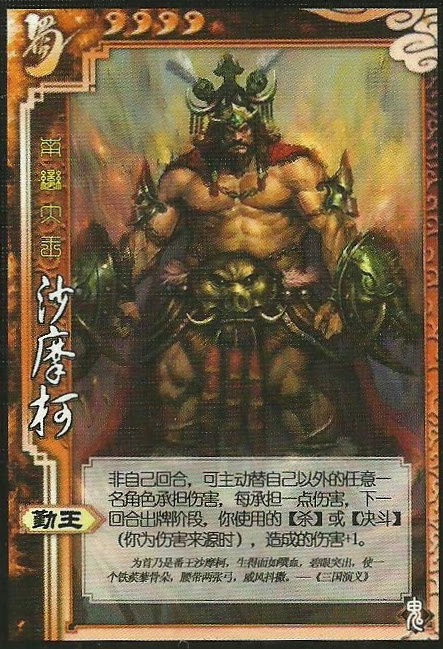 蜀
沙摩柯
勤王
非自己回合，可主动替自己以外的任意一
名角色承担伤害，每承担一点伤害，下一
回合出牌阶段，你使用的【杀】或【决斗】
（你为伤害来源时），造成的伤害+1。
为首乃是番王沙摩柯，生得面如噀血，碧眼突出，使一
个铁蒺藜骨朵，腰带两张弓，威风抖擞。——《三国演义》
鬼